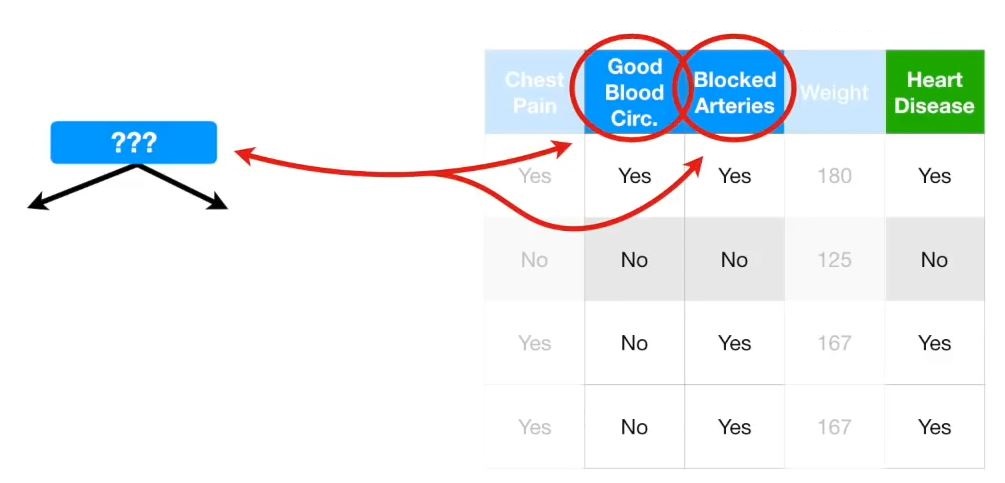 ???
Chest Pain Good Blood Circ. Blocked Arteries Weight Heart Disease
Yes Yes Yes 180 Yes
No No No 125 No
Yes No Yes 167 Yes
Yes No Yes 167 Yes